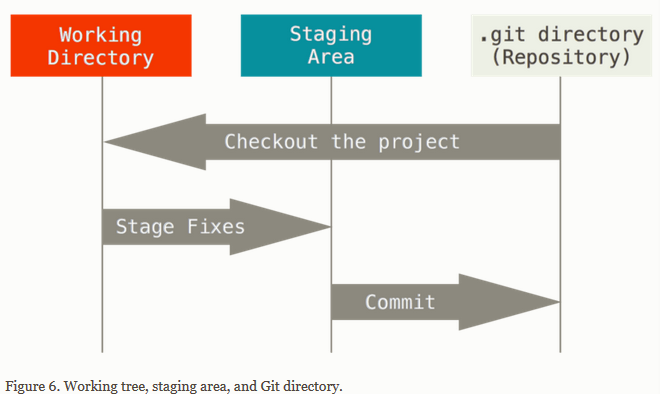 Working
Directory
Staging
Area
.git directory
(Repository)
Checkout the project
Stage Fixes
Commit
Figure 6. Working tree, staging area, and Git directory.